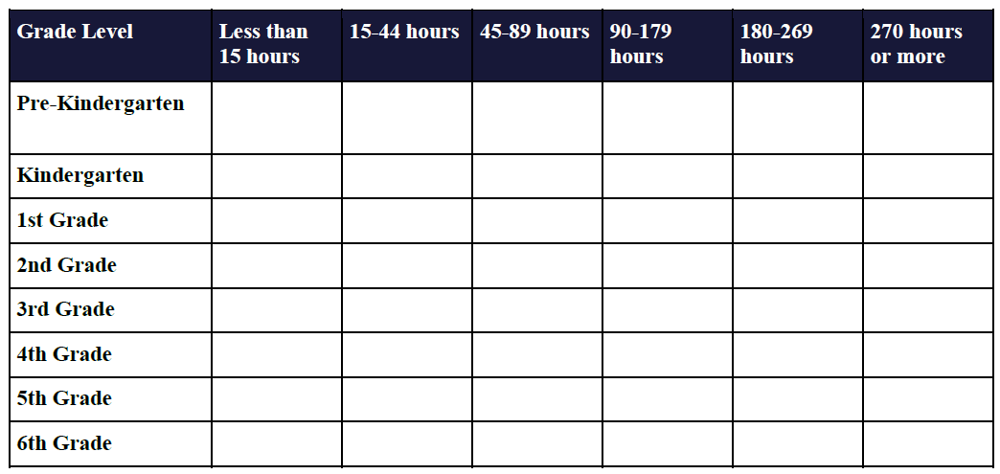 Grade Level
Less than
15 hours
15-44 hours
45-89 hours
90-179
hours
180-269
hours
270 hours
or more
Pre-Kindergarten
Kindergarten
1st Grade
2nd Grade
3rd Grade
4th Grade
5th Grade
6th Grade